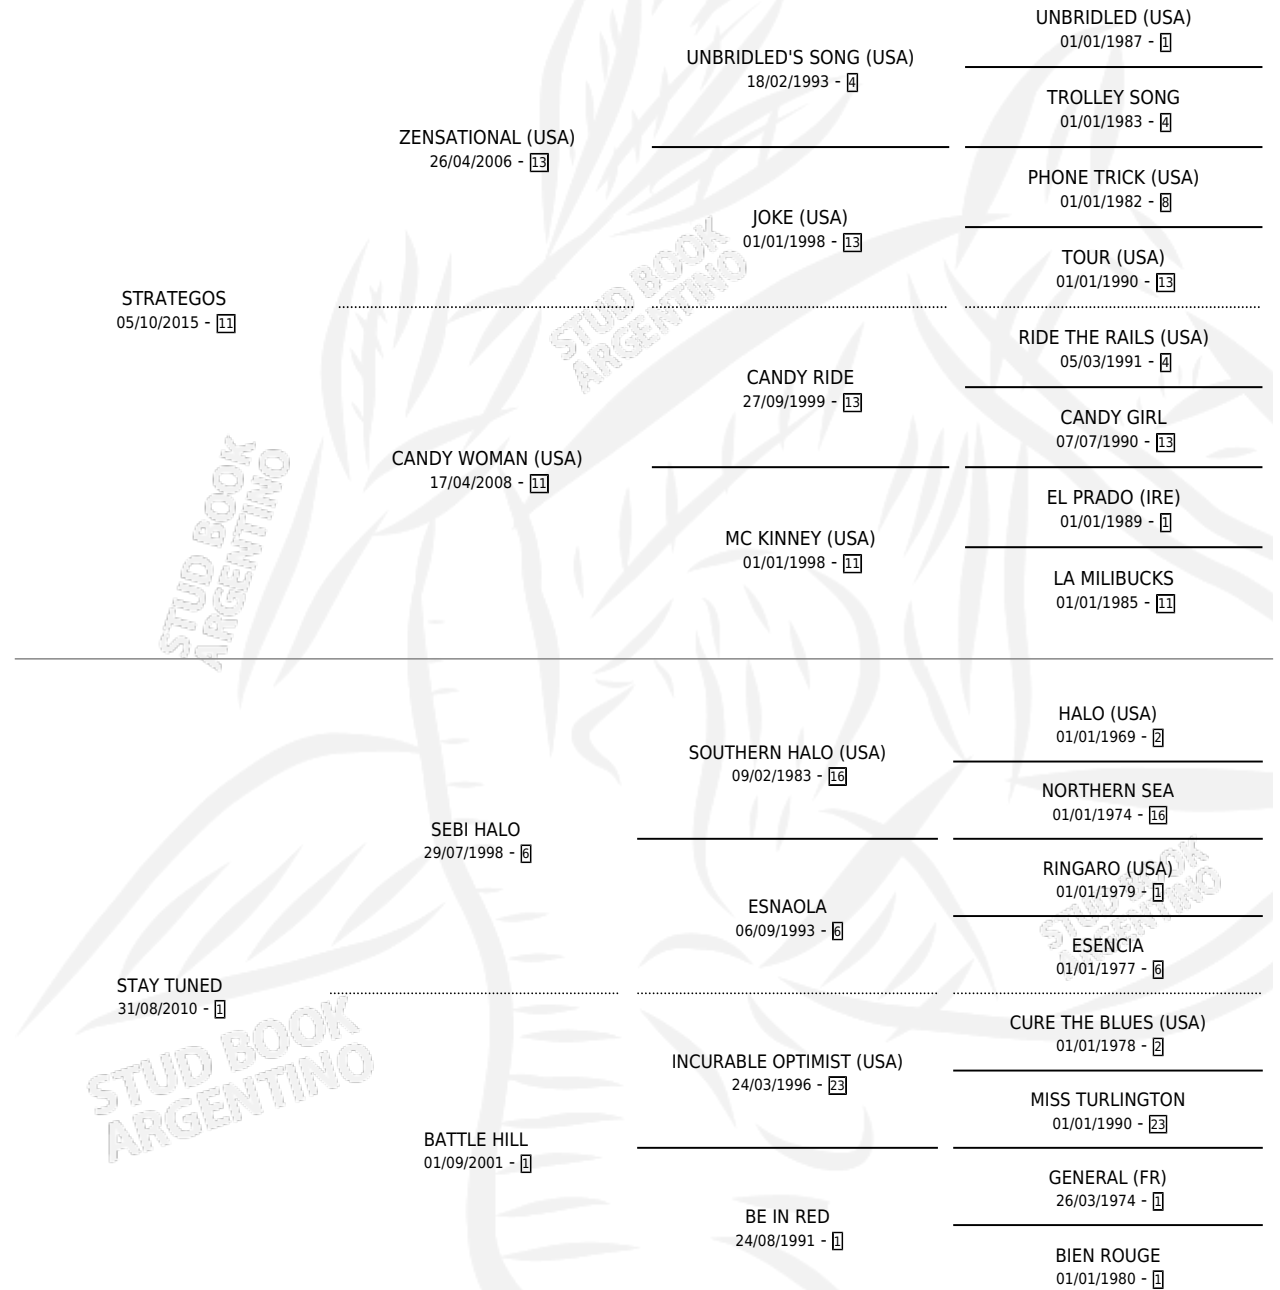 UNBRIDLED (USA)
01/01/1987 - 1
UNBRIDLED'S SONG (USA)
18/02/1993 - 4
TROLLEY SONG
01/01/1983 - 4
ZENSATIONAL (USA)
26/04/2006 - 13
PHONE TRICK (USA)
01/01/1982 - 8
JOKE (USA)
01/01/1998 - 13
TOUR (USA)
01/01/1990 - 13
STRATEGOS
05/10/2015 - 11
RIDE THE RAILS (USA)
05/03/1991 - 4
CANDY RIDE
27/09/1999 - 13
CANDY GIRL
07/07/1990 - 13
CANDY WOMAN (USA)
17/04/2008 - 11
EL PRADO (IRE)
01/01/1989 - 1
MC KINNEY (USA)
01/01/1998 - 11
LA MILIBUCKS
01/01/1985 - 11
HALO (USA)
01/01/1969 - 2
SOUTHERN HALO (USA)
09/02/1983 - 16
NORTHERN SEA
01/01/1974 - 16
SEBI HALO
29/07/1998 - 6
RINGARO (USA)
01/01/1979 - 1
ESNAOLA
06/09/1993 - 6
ESENCIA
01/01/1977 - 6
STAY TUNED
31/08/2010 - 1
CURE THE BLUES (USA)
01/01/1978 - 2
INCURABLE OPTIMIST (USA)
24/03/1996 - 23
MISS TURLINGTON
01/01/1990 - 23
BATTLE HILL
01/09/2001 - 1
GENERAL (FR)
26/03/1974 - 1
BE IN RED
24/08/1991 - 1
BIEN ROUGE
01/01/1980 - 1
STUD BOOK
ARGENTINO
STUD BOOK
ARGENTINO
STUD BOOK
ARGENTINO
STUD BOOK
ARGENTINO